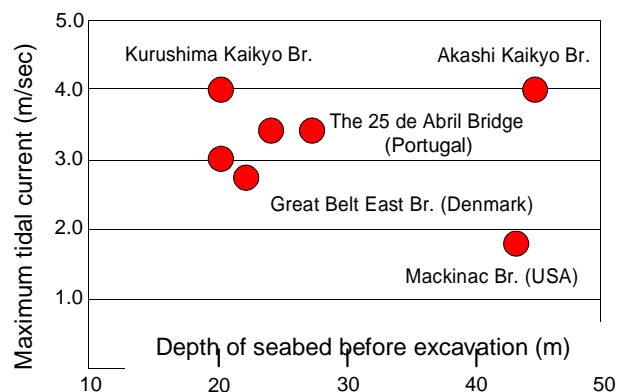 Maximum tidal current (m/sec)
5.0
4.0
3.0
2.0
1.0
Kurushima Kaikyo Br.
Akashi Kaikyo Br.
The 25 de Abril Bridge
(Portugal)
Great Belt East Br. (Denmark)
Mackinac Br. (USA)
Depth of seabed before excavation (m)
10
20
30
40
50